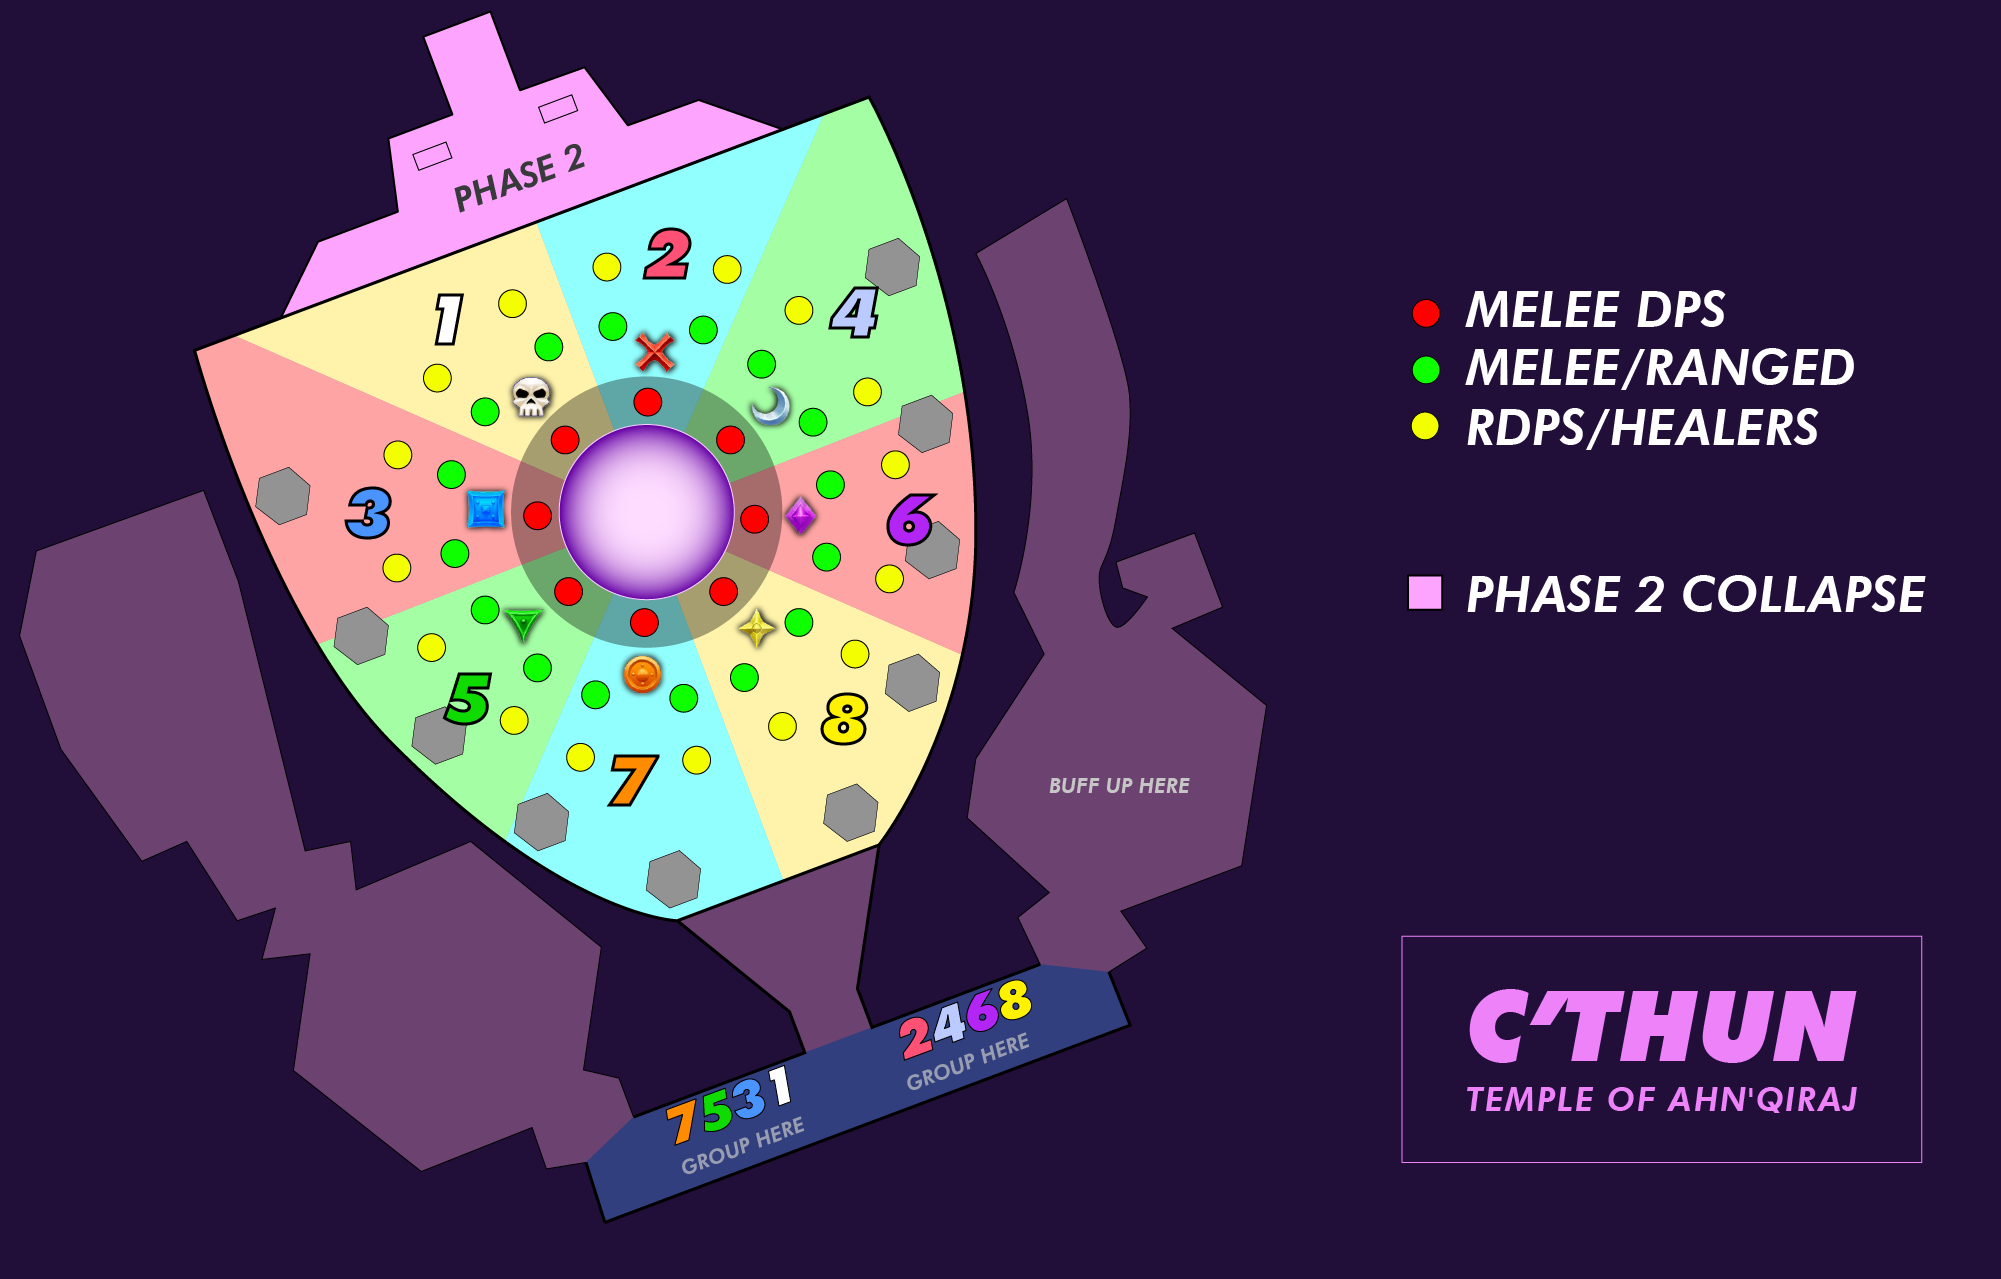 PHASE 2
2
1
4
3
6
5
8
7
MELEE DPS
MELEE/RANGED
RDPS/HEALERS
PHASE 2 COLLAPSE
BUFF UP HERE
2468
GROUP HERE
7531
GROUP HERE
C'THUN
TEMPLE OF AHN'QIRAJ